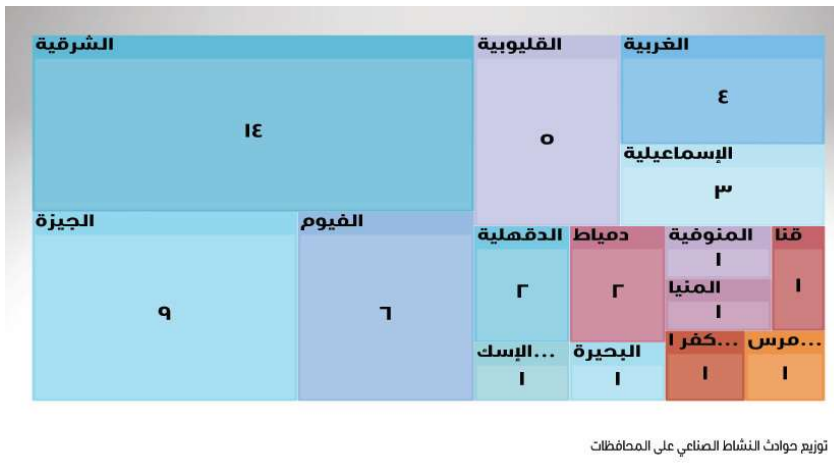 الشرقية
١٤
القليوبية
٥
الغربية
٤
الإسماعيلية
٣
الجيزة
٩
الفيوم
٦
الدقهلية
٢
دمياط
٢
المنوفية
١
قنا
١
المنيا
١
الإسك...
١
البحيرة
١
كفر ا...
١
مرس...
١
توزيع حوادث النشاط الصناعي على المحافظات